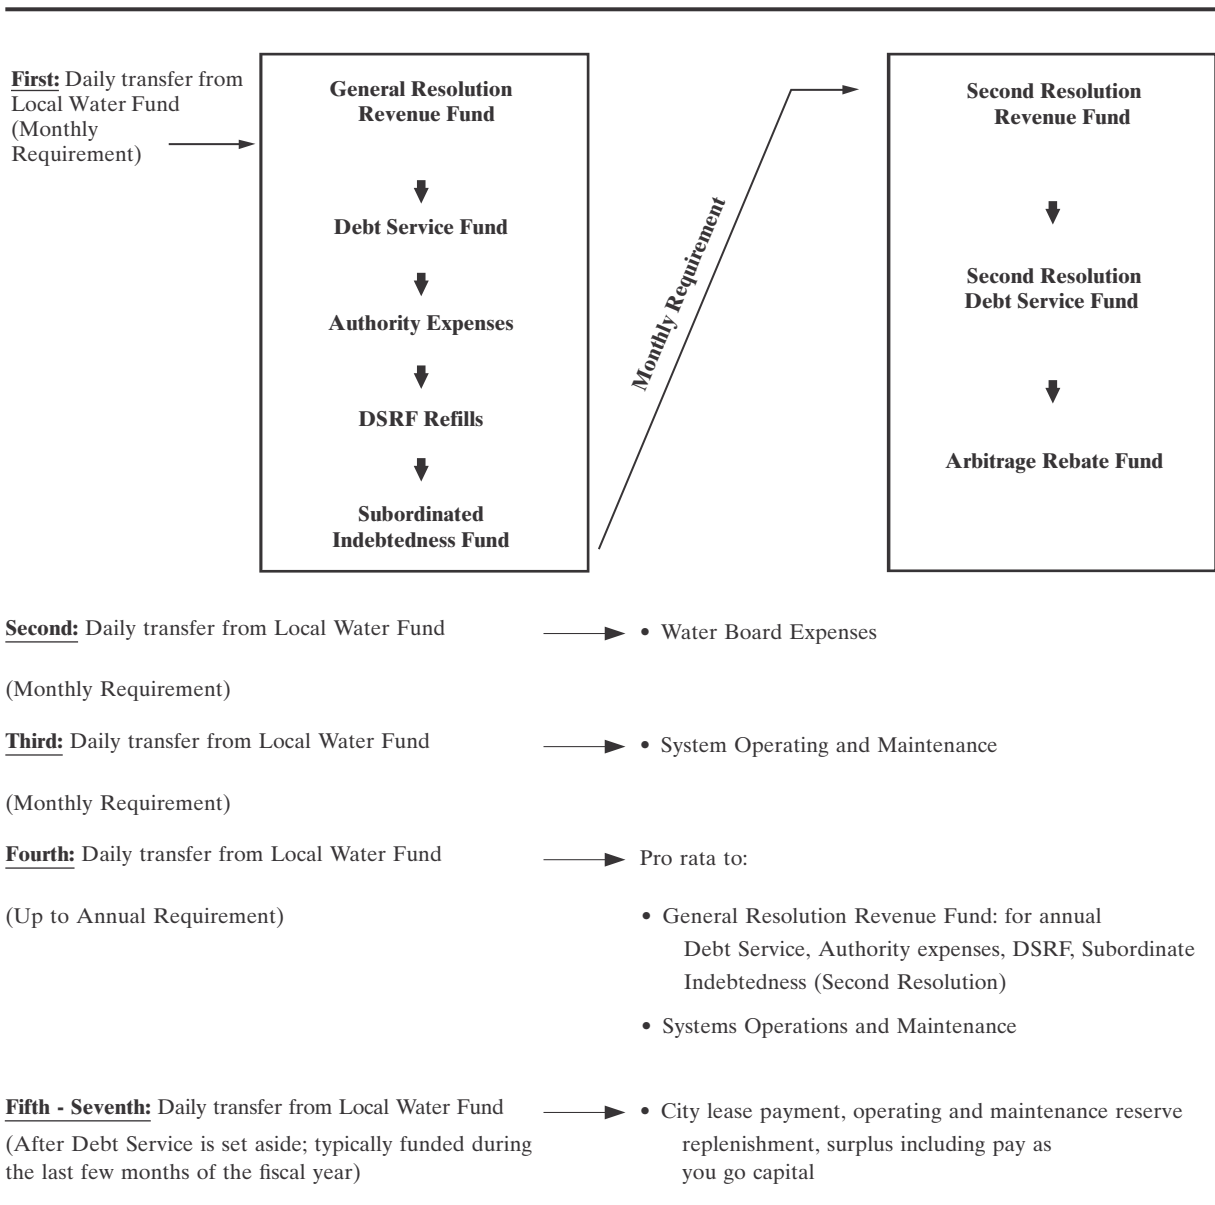 First: Daily transfer from
Local Water Fund
(Monthly
Requirement)
General Resolution
Revenue Fund
Debt Service Fund
Authority Expenses
DSRF Refills
Subordinated
Indebtedness Fund
Monthly Requirement
Second Resolution
Revenue Fund
Second Resolution
Debt Service Fund
Arbitrage Rebate Fund
Second: Daily transfer from Local Water Fund
• Water Board Expenses
(Monthly Requirement)
Third: Daily transfer from Local Water Fund
• System Operating and Maintenance
(Monthly Requirement)
Fourth: Daily transfer from Local Water Fund
Pro rata to:
(Up to Annual Requirement)
• General Resolution Revenue Fund: for annual
Debt Service, Authority expenses, DSRF, Subordinate
Indebtedness (Second Resolution)
• Systems Operations and Maintenance
Fifth - Seventh: Daily transfer from Local Water Fund
(After Debt Service is set aside; typically funded during
the last few months of the fiscal year)
• City lease payment, operating and maintenance reserve
replenishment, surplus including pay as
you go capital